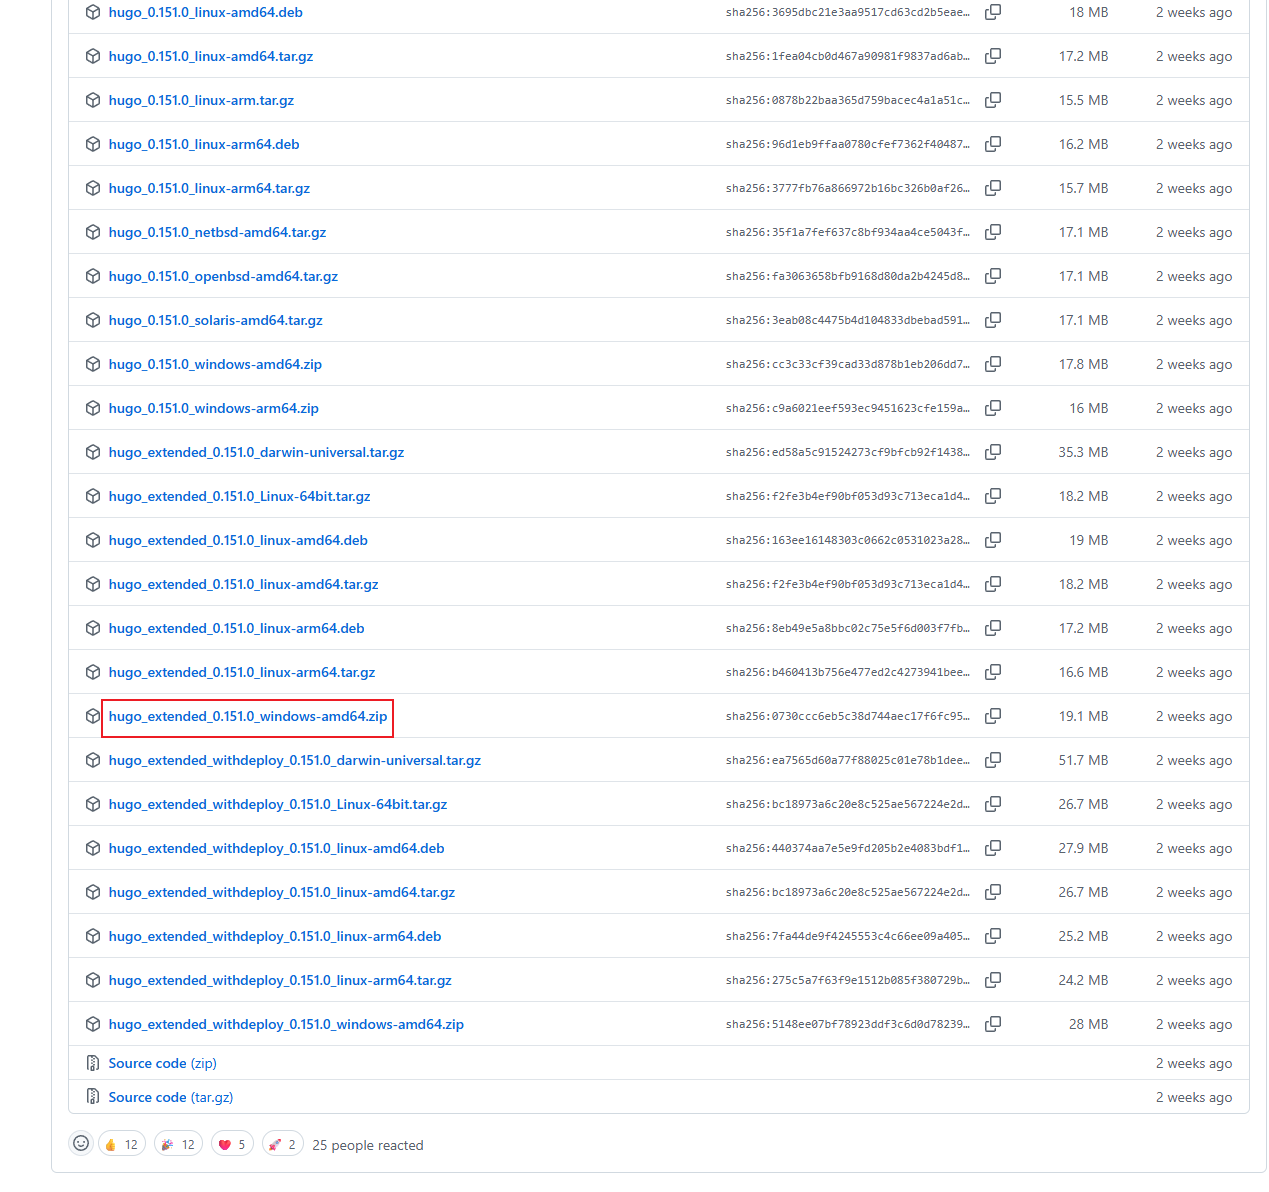 hugo_0.151.0_linux-amd64.deb sha256:3695dbc21e3aa9517cd63cd2b5eae… 18 MB 2 weeks ago
hugo_0.151.0_linux-amd64.tar.gz sha256:1fea04cb0d467a90981f9837ad6ab… 17.2 MB 2 weeks ago
hugo_0.151.0_linux-arm.tar.gz sha256:0878b22baa365d759bacec4a1a51c… 15.5 MB 2 weeks ago
hugo_0.151.0_linux-arm64.deb sha256:96d1eb9ffaa0780cfef7362f40487… 16.2 MB 2 weeks ago
hugo_0.151.0_linux-arm64.tar.gz sha256:3777fb76a866972b16bc326b0af26… 15.7 MB 2 weeks ago
hugo_0.151.0_netbsd-amd64.tar.gz sha256:35f1a7fef637c8bf934aa4ce5043f… 17.1 MB 2 weeks ago
hugo_0.151.0_openbsd-amd64.tar.gz sha256:fa3063658bfb9168d80da2b4245d8… 17.1 MB 2 weeks ago
hugo_0.151.0_solaris-amd64.tar.gz sha256:3eab08c4475b4d104833dbebad591… 17.1 MB 2 weeks ago
hugo_0.151.0_windows-amd64.zip sha256:cc3c33cf39cad33d878b1eb206dd7… 17.8 MB 2 weeks ago
hugo_0.151.0_windows-arm64.zip sha256:c9a6021eef593ec9451623cfe159a… 16 MB 2 weeks ago
hugo_extended_0.151.0_darwin-universal.tar.gz sha256:ed58a5c91524273cf9bfcb92f1438… 35.3 MB 2 weeks ago
hugo_extended_0.151.0_Linux-64bit.tar.gz sha256:f2fe3b4ef90bf053d93c713eca1d4… 18.2 MB 2 weeks ago
hugo_extended_0.151.0_linux-amd64.deb sha256:163ee16148303c0662c0531023a28… 19 MB 2 weeks ago
hugo_extended_0.151.0_linux-amd64.tar.gz sha256:f2fe3b4ef90bf053d93c713eca1d4… 18.2 MB 2 weeks ago
hugo_extended_0.151.0_linux-arm64.deb sha256:8eb49e5a8bbc02c75e5f6d003f7fb… 17.2 MB 2 weeks ago
hugo_extended_0.151.0_linux-arm64.tar.gz sha256:b460413b756e477ed2c4273941bee… 16.6 MB 2 weeks ago
hugo_extended_0.151.0_windows-amd64.zip sha256:0730ccc6eb5c38d744aec17f6fc95… 19.1 MB 2 weeks ago
hugo_extended_withdeploy_0.151.0_darwin-universal.tar.gz sha256:ea7565d60a77f88025c01e78b1dee… 51.7 MB 2 weeks ago
hugo_extended_withdeploy_0.151.0_Linux-64bit.tar.gz sha256:bc18973a6c20e8c525ae567224e2d… 26.7 MB 2 weeks ago
hugo_extended_withdeploy_0.151.0_linux-amd64.deb sha256:440374aa7e5e9fd205b2e4083bdf1… 27.9 MB 2 weeks ago
hugo_extended_withdeploy_0.151.0_linux-amd64.tar.gz sha256:bc18973a6c20e8c525ae567224e2d… 26.7 MB 2 weeks ago
hugo_extended_withdeploy_0.151.0_linux-arm64.deb sha256:7fa44de9f4245553c4c66ee09a405… 25.2 MB 2 weeks ago
hugo_extended_withdeploy_0.151.0_linux-arm64.tar.gz sha256:275c5a7f63f9e1512b085f380729b… 24.2 MB 2 weeks ago
hugo_extended_withdeploy_0.151.0_windows-amd64.zip sha256:5148ee07bf78923ddf3c6d0d78239… 28 MB 2 weeks ago
Source code (zip) 2 weeks ago
Source code (tar.gz) 2 weeks ago
12 12 5 2 25 people reacted